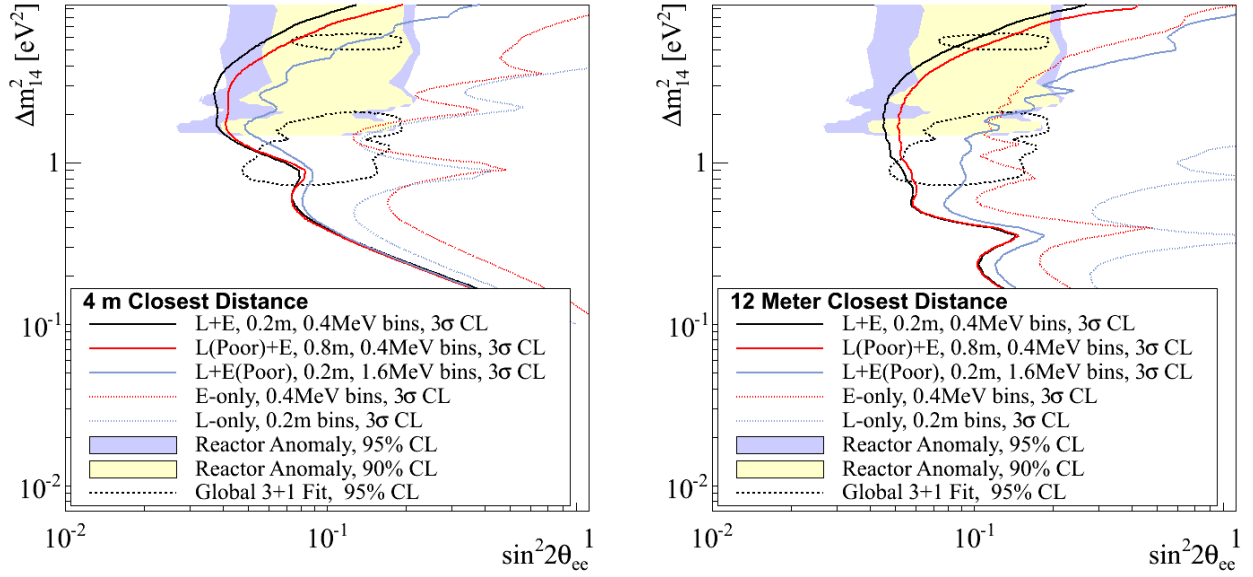 Δm²₁₄ [eV²]
1
10⁻¹
10⁻²
4 m Closest Distance
L+E, 0.2m, 0.4MeV bins, 3σ CL
L(Poor)+E, 0.8m, 0.4MeV bins, 3σ CL
L+E(Poor), 0.2m, 1.6MeV bins, 3σ CL
E-only, 0.4MeV bins, 3σ CL
L-only, 0.2m bins, 3σ CL
Reactor Anomaly, 95% CL
Reactor Anomaly, 90% CL
Global 3+1 Fit, 95% CL
10⁻² 10⁻¹ 1
sin²2θee
Δm²₁₄ [eV²]
1
10⁻¹
10⁻²
12 Meter Closest Distance
L+E, 0.2m, 0.4MeV bins, 3σ CL
L(Poor)+E, 0.8m, 0.4MeV bins, 3σ CL
L+E(Poor), 0.2m, 1.6MeV bins, 3σ CL
E-only, 0.4MeV bins, 3σ CL
L-only, 0.2m bins, 3σ CL
Reactor Anomaly, 95% CL
Reactor Anomaly, 90% CL
Global 3+1 Fit, 95% CL
10⁻² 10⁻¹ 1
sin²2θee